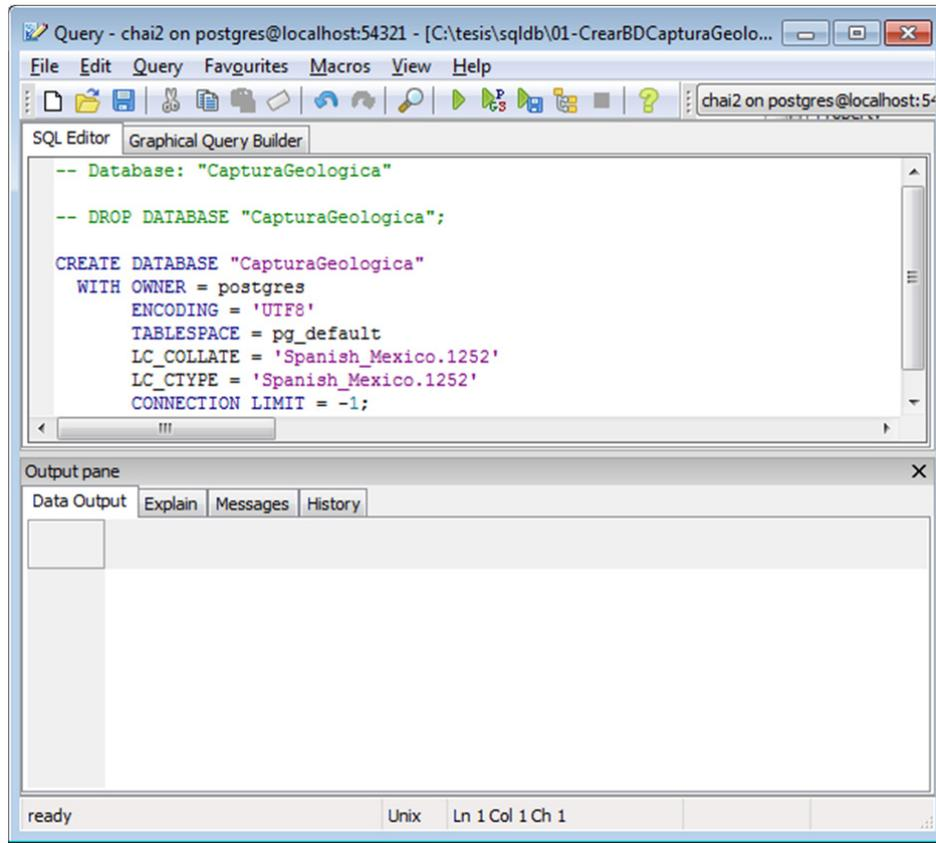 Query - chai2 on postgres@localhost:54321 - [C:\tesis\sqldb\01-CrearBDCapturaGeolo...
File Edit Query Favourites Macros View Help
chai2 on postgres@localhost:54
SQL Editor Graphical Query Builder
-- Database: "CapturaGeologica"
-- DROP DATABASE "CapturaGeologica";
CREATE DATABASE "CapturaGeologica"
WITH OWNER = postgres
ENCODING = 'UTF8'
TABLESPACE = pg_default
LC_COLLATE = 'Spanish_Mexico.1252'
LC_CTYPE = 'Spanish_Mexico.1252'
CONNECTION LIMIT = -1;
Output pane
Data Output Explain Messages History
ready Unix Ln 1 Col 1 Ch 1